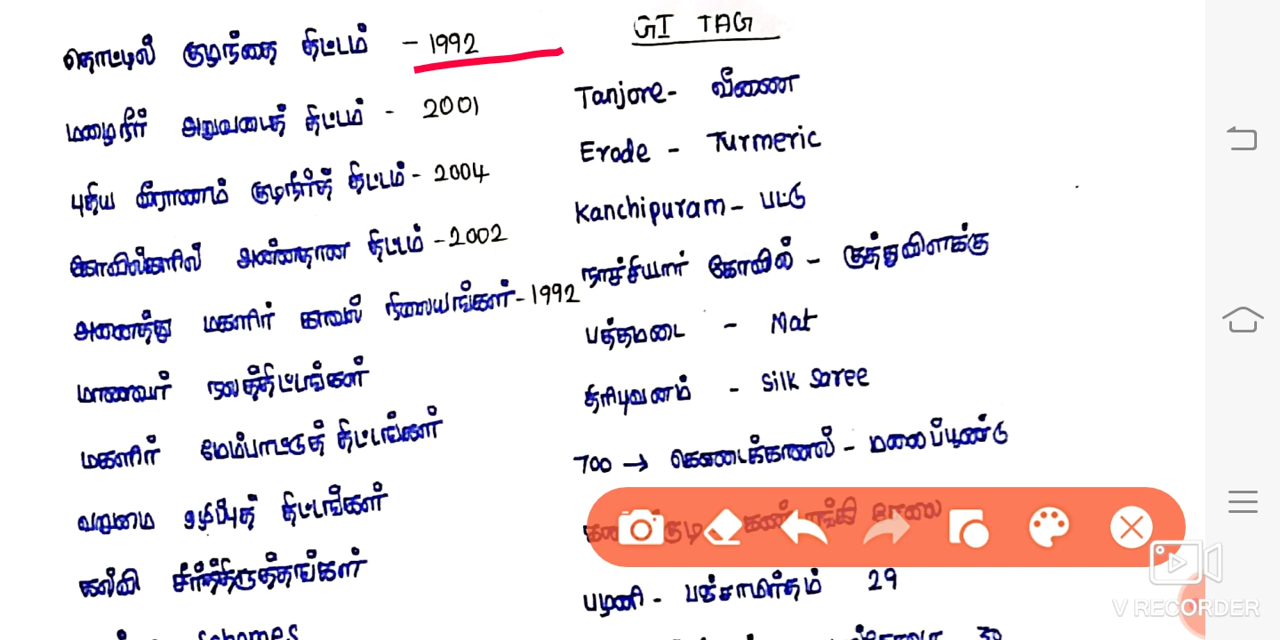 தொட்டில் குழந்தை திட்டம் - 1992
மழைநீர் அறுவடைத் திட்டம் - 2001
புதிய வீராணம் குடிநீர்த் திட்டம் - 2004
கோவில்களில் அன்னதான திட்டம் - 2002
அனைத்து மகளிர் காவல் நிலையங்கள் - 1992
மாணவர் நலத்திட்டங்கள்
மகளிர் மேம்பாட்டுத் திட்டங்கள்
வறுமை ஒழிப்புத் திட்டங்கள்
கல்வி சீர்த்திருத்தங்கள்
Schemes
GI TAG
Tanjore - வீணை
Erode - Turmeric
Kanchipuram - பட்டு
நாச்சியார் கோவில் - குத்துவிளக்கு
பத்தமடை - Mat
திரிபுவனம் - Silk Saree
700 → கொடைக்கானல் - மலைப்பூண்டு
கண்டாங்கி சேலை
பழனி - பஞ்சாமிர்தம் 29
30
V RECORDER